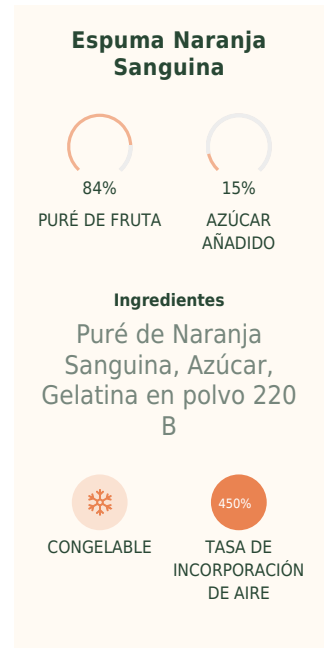 Espuma Naranja
Sanguina
84%
PURÉ DE FRUTA
15%
AZÚCAR
AÑADIDO
Ingredientes
Puré de Naranja
Sanguina, Azúcar,
Gelatina en polvo 220
B
CONGELABLE
450%
TASA DE
INCORPORACIÓN
DE AIRE